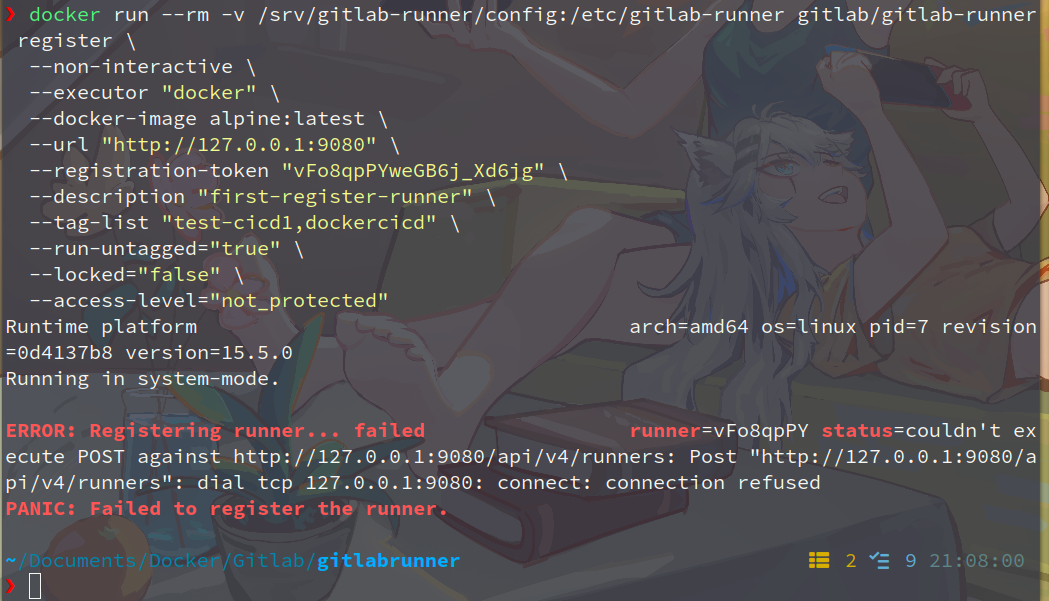 ❯ docker run --rm -v /srv/gitlab-runner/config:/etc/gitlab-runner gitlab/gitlab-runner
register \
--non-interactive \
--executor "docker" \
--docker-image alpine:latest \
--url "http://127.0.0.1:9080" \
--registration-token "vFo8qpPYweGB6j_Xd6jg" \
--description "first-register-runner" \
--tag-list "test-cicd1,dockercicd" \
--run-untagged="true" \
--locked="false" \
--access-level="not_protected"
Runtime platform arch=amd64 os=linux pid=7 revision
=0d4137b8 version=15.5.0
Running in system-mode.
ERROR: Registering runner... failed runner=vFo8qpPY status=couldn't ex
ecute POST against http://127.0.0.1:9080/api/v4/runners: Post "http://127.0.0.1:9080/a
pi/v4/runners": dial tcp 127.0.0.1:9080: connect: connection refused
PANIC: Failed to register the runner.
~/Documents/Docker/Gitlab/gitlabrunner 2 9 21:08:00
❯